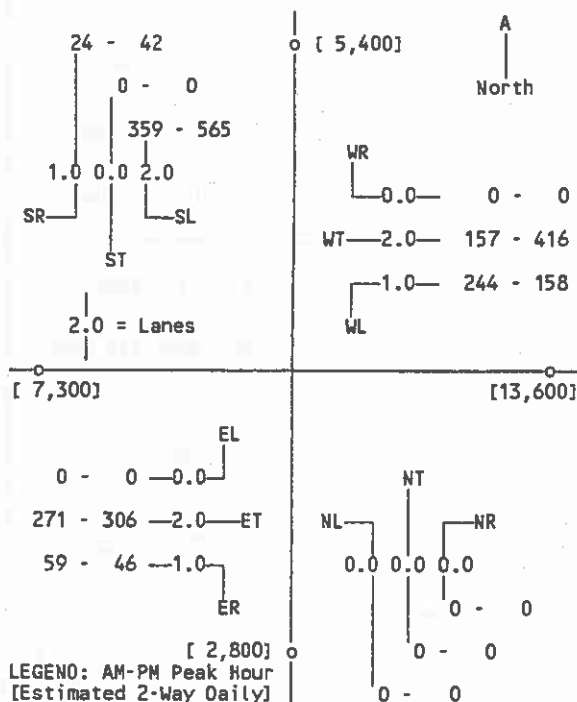 A
24 - 42
[ 5,400]
North
0 - 0
359 - 565
WR
1.0 0.0 2.0
0.0 0 - 0
SR SL
WT 2.0 157 - 416
ST
1.0 244 - 158
WL
2.0 = Lanes
[ 7,300]
[13,600]
EL
0 - 0 0.0
NT
271 - 306 2.0 ET
NL NR
59 - 46 1.0
0.0 0.0 0.0
ER
0 - 0
[ 2,800]
0 - 0
LEGENO: AM-PM Peak Hour
[Estimated 2-Way Oaily]
0 - 0